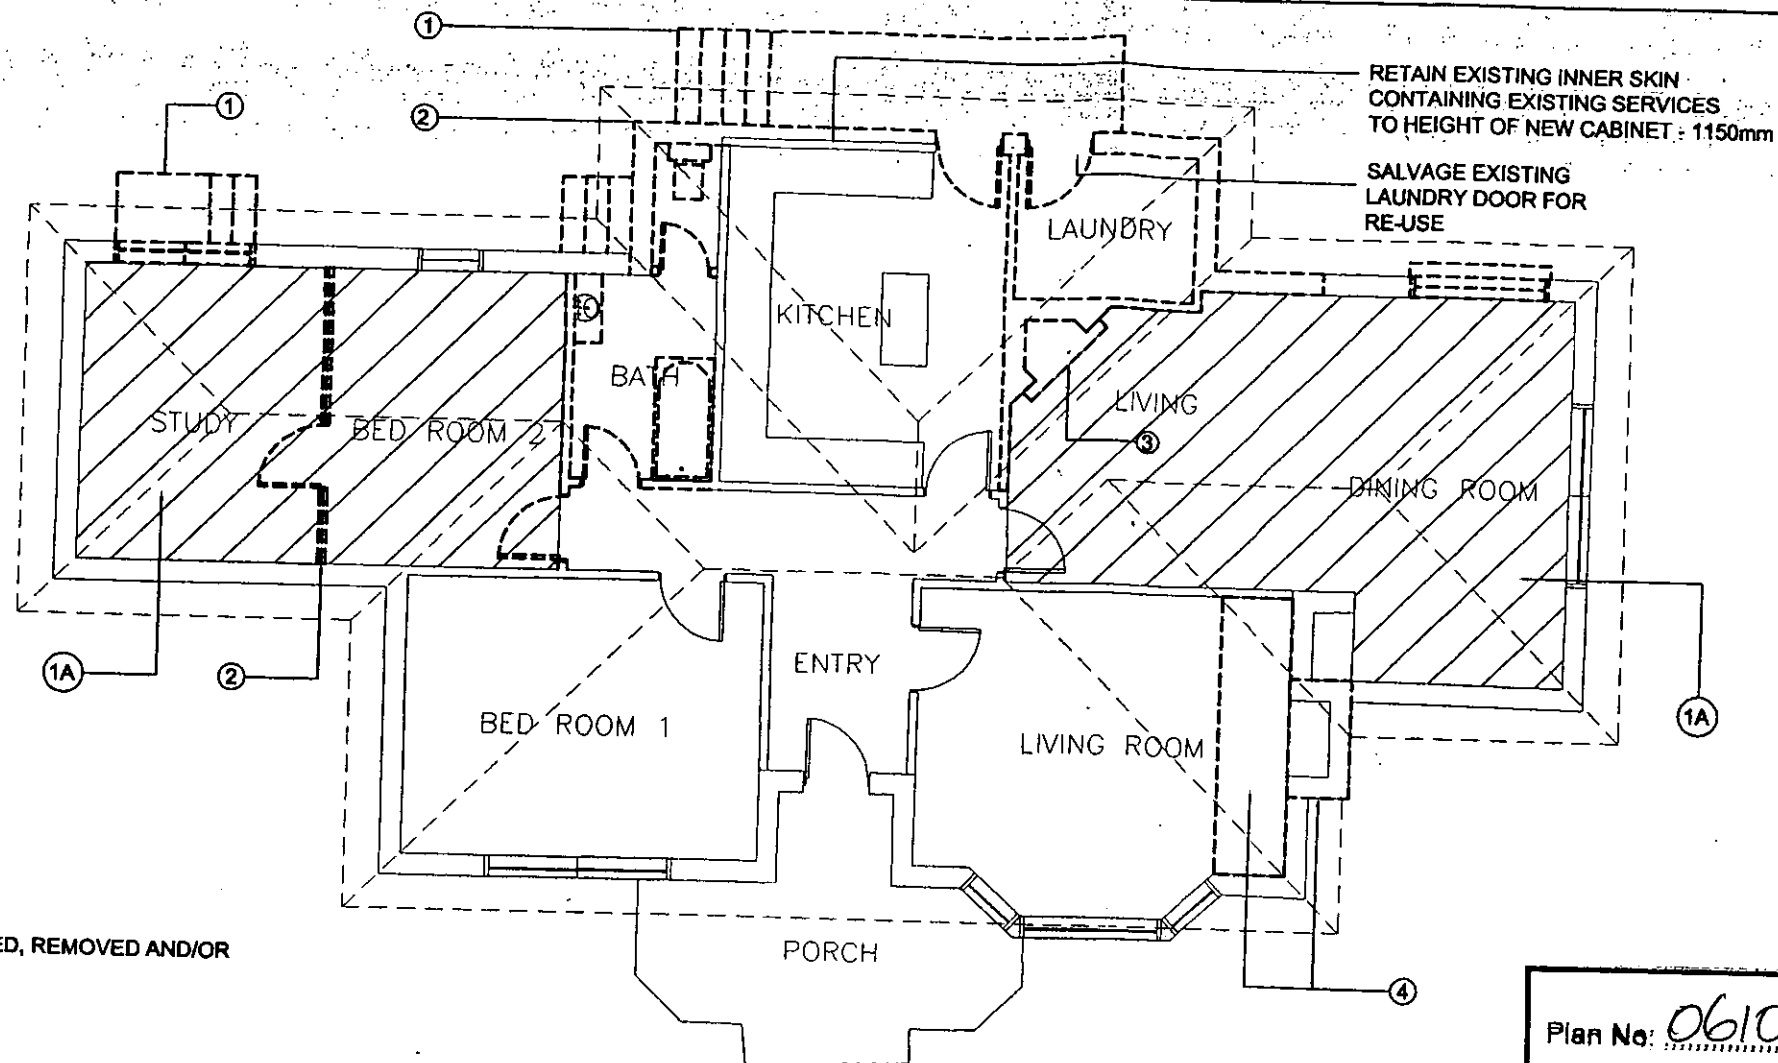 1
RETAIN EXISTING INNER SKIN
CONTAINING EXISTING SERVICES
TO HEIGHT OF NEW CABINET - 1150mm
1
2
SALVAGE EXISTING
LAUNDRY DOOR FOR
RE-USE
LAUNDRY
KITCHEN
BATH
LIVING
STUDY
BED ROOM 2
3
DINING ROOM
1A
2
ENTRY
BED ROOM 1
LIVING ROOM
1A
ED, REMOVED AND/OR
PORCH
4
Plan No: 0610